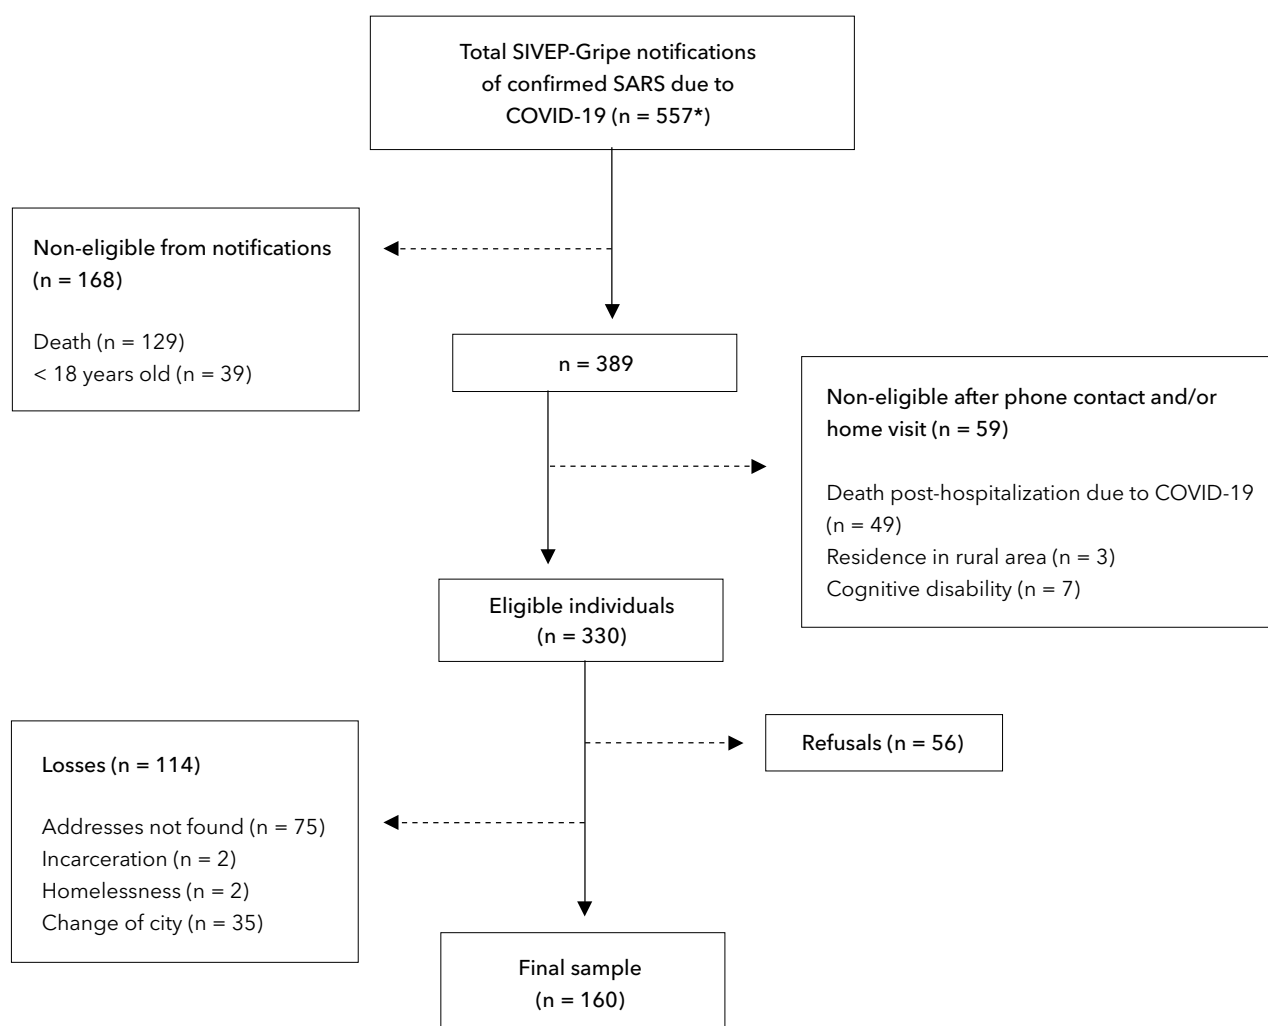 Total SIVEP-Gripe notifications
of confirmed SARS due to
COVID-19 (n = 557*)
Non-eligible from notifications
(n = 168)
Death (n = 129)
< 18 years old (n = 39)
n = 389
Non-eligible after phone contact and/or
home visit (n = 59)
Death post-hospitalization due to COVID-19
(n = 49)
Residence in rural area (n = 3)
Cognitive disability (n = 7)
Eligible individuals
(n = 330)
Refusals (n = 56)
Losses (n = 114)
Addresses not found (n = 75)
Incarceration (n = 2)
Homelessness (n = 2)
Change of city (n = 35)
Final sample
(n = 160)